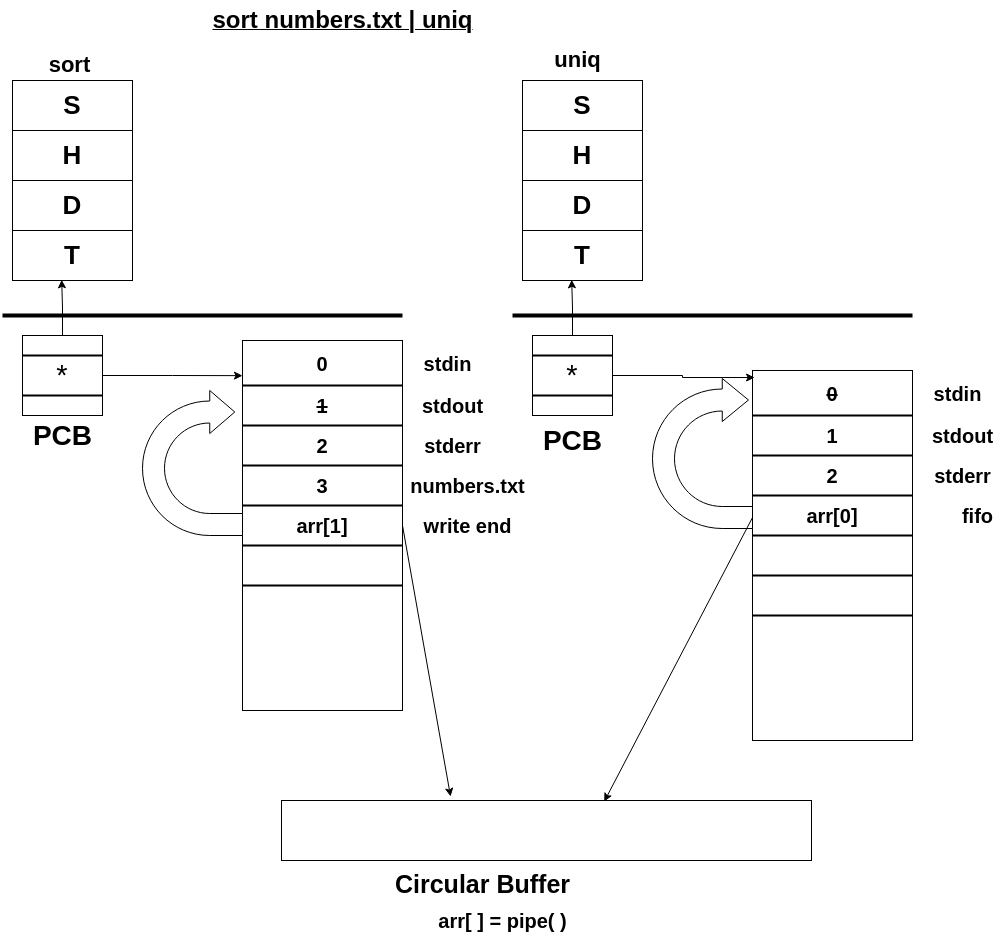 sort numbers.txt | uniq
sort
S
H
D
T
*
PCB
0 stdin
1 stdout
2 stderr
3 numbers.txt
arr[1] write end
uniq
S
H
D
T
*
PCB
0 stdin
1 stdout
2 stderr
arr[0] fifo
Circular Buffer
arr[ ] = pipe( )